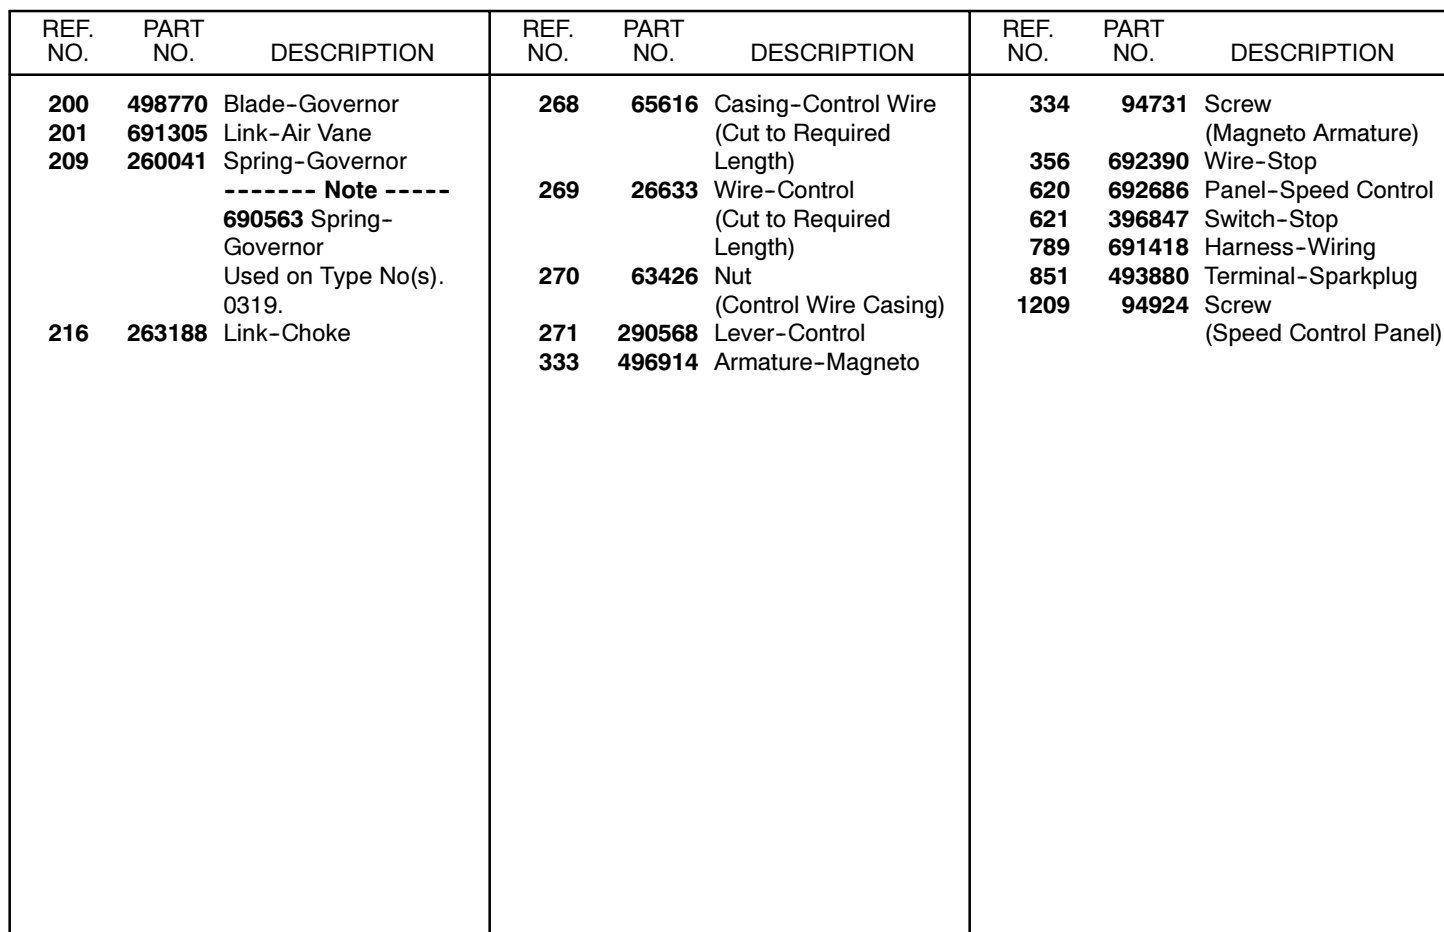 REF. PART
NO. NO. DESCRIPTION
200 498770 Blade-Governor
201 691305 Link-Air Vane
209 260041 Spring-Governor
------- Note -----
690563 Spring-
Governor
Used on Type No(s).
0319.
216 263188 Link-Choke
REF. PART
NO. NO. DESCRIPTION
268 65616 Casing-Control Wire
(Cut to Required
Length)
269 26633 Wire-Control
(Cut to Required
Length)
270 63426 Nut
(Control Wire Casing)
271 290568 Lever-Control
333 496914 Armature-Magneto
REF. PART
NO. NO. DESCRIPTION
334 94731 Screw
(Magneto Armature)
356 692390 Wire-Stop
620 692686 Panel-Speed Control
621 396847 Switch-Stop
789 691418 Harness-Wiring
851 493880 Terminal-Sparkplug
1209 94924 Screw
(Speed Control Panel)